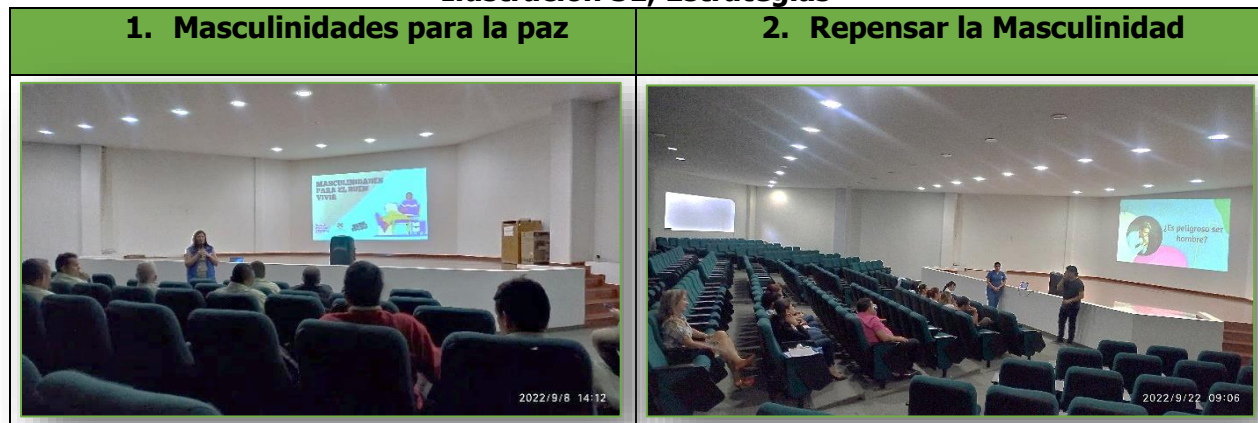 1. Masculinidades para la paz
2. Repensar la Masculinidad
MASCULINIDADES
PARA EL BUEN
VIVIR
2022/9/8 14:12
¿Es peligroso ser
hombre?
2022/9/22 09:06